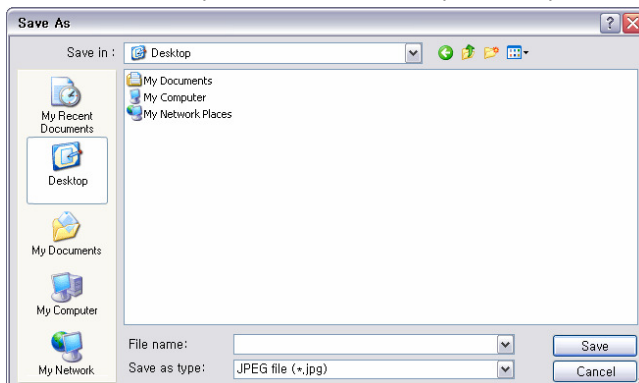 Save As
Save in :
Desktop
My Documents
My Computer
My Network Places
My Recent
Documents
Desktop
My Documents
My Computer
My Network
File name:
Save
Save as type:
JPEG file (*.jpg)
Cancel